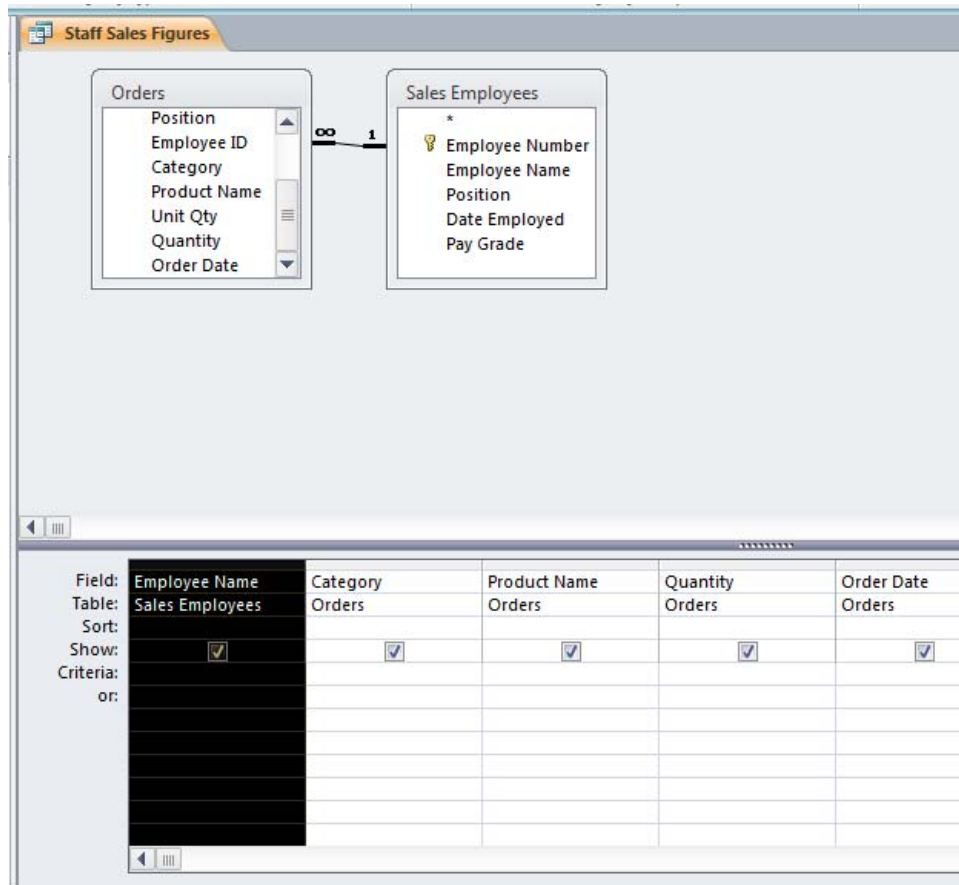 Staff Sales Figures
Orders
Position
Employee ID
Category
Product Name
Unit Qty
Quantity
Order Date
∞ 1
Sales Employees
*
Employee Number
Employee Name
Position
Date Employed
Pay Grade
Field: Employee Name Category Product Name Quantity Order Date
Table: Sales Employees Orders Orders Orders Orders
Sort:
Show:
Criteria:
or: